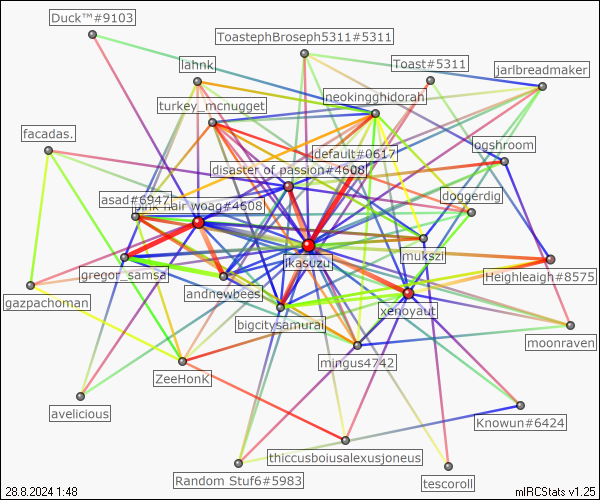 Duck™#9103
ToastephBroseph5311#5311
lahnk
Toast#5311
jarlbreadmaker
turkey_mcnugget
neokingghidorah
facadas.
ogshroom
default#0617
disaster of passion#4608
asad#6947
pink hair woag#4608
doggerdig
ikasuzui
mukszi
gregor_samsa
Heighleaigh#8575
andnewbees
gazpachoman
xenoyaut
bigcitysamurai
moonraven
mingus4742
ZeeHonK
avelicious
Knowun#6424
thiccusboiusalexusjoneus
Random Stuf6#5983
tescoroll
28.8.2024 1:48
mIRCStats v1.25